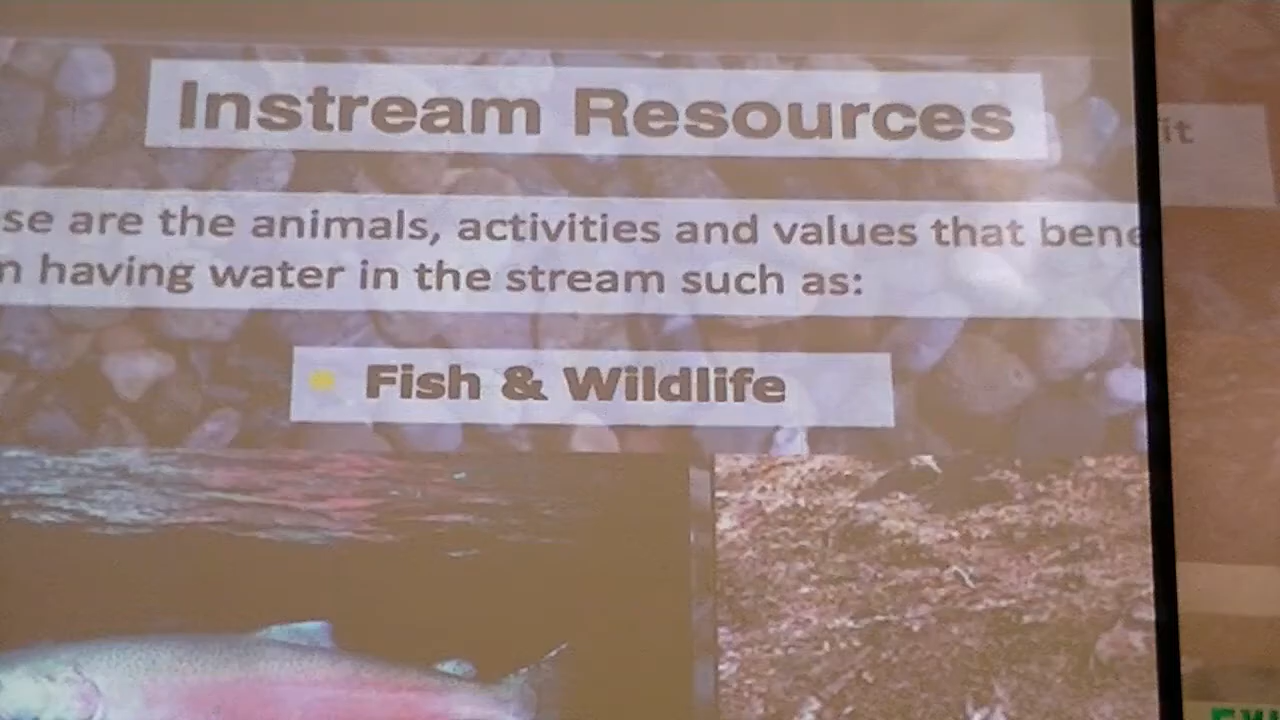 Instream Resources
it
se are the animals, activities and values that bene
n having water in the stream such as:
Fish & Wildlife